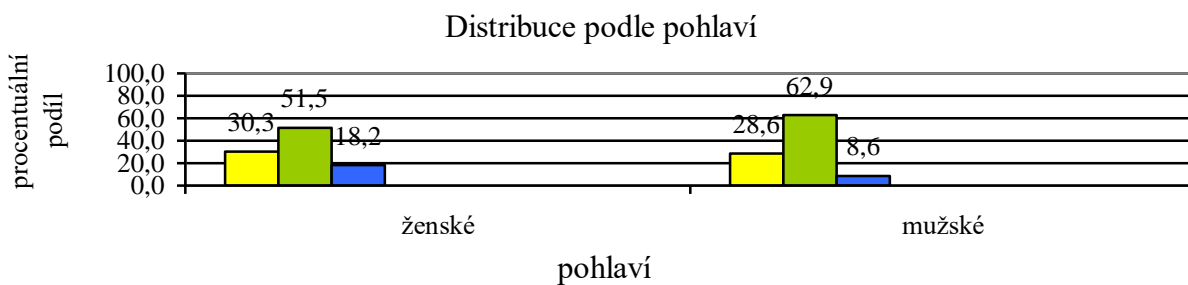 Distribuce podle pohlaví
procentuální
podíl
100,0
80,0
60,0
40,0
20,0
0,0
30,3
51,5
18,2
28,6
62,9
8,6
ženské
mužské
pohlaví